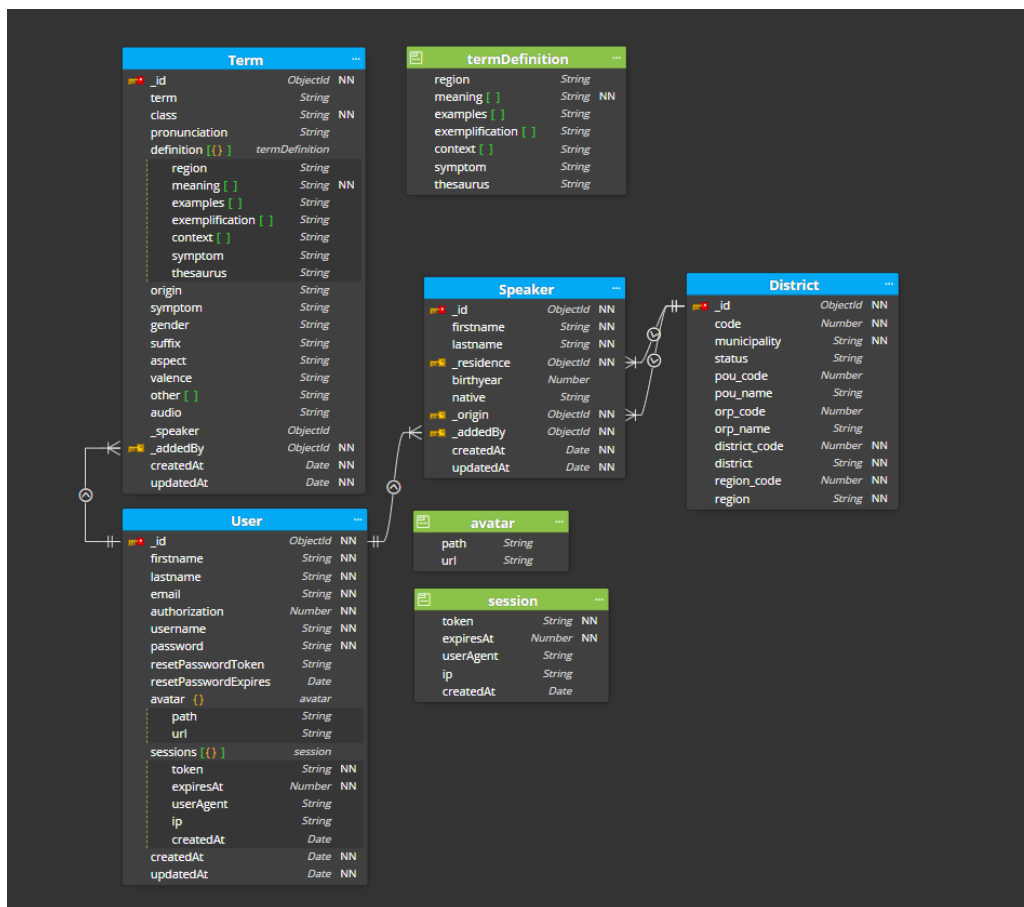 Term ...
_id ObjectId NN
term String
class String NN
pronunciation String
definition [{} ] termDefinition
region String
meaning [ ] String NN
examples [ ] String
exemplification [ ] String
context [ ] String
symptom String
thesaurus String
origin String
symptom String
gender String
suffix String
aspect String
valence String
other [ ] String
audio String
_speaker ObjectId
_addedBy ObjectId NN
createdAt Date NN
updatedAt Date NN
termDefinition ...
region String
meaning [ ] String NN
examples [ ] String
exemplification [ ] String
context [ ] String
symptom String
thesaurus String
Speaker ...
_id ObjectId NN
firstname String NN
lastname String NN
_residence ObjectId NN
birthyear Number
native String
_origin ObjectId NN
_addedBy ObjectId NN
createdAt Date NN
updatedAt Date NN
District ...
_id ObjectId NN
code Number NN
municipality String NN
status String
pou_code Number
pou_name String
orp_code Number
orp_name String
district_code Number NN
district String NN
region_code Number NN
region String NN
User ...
_id ObjectId NN
firstname String NN
lastname String NN
email String NN
authorization Number NN
username String NN
password String NN
resetPasswordToken String
resetPasswordExpires Date
avatar {} avatar
path String
url String
sessions [{} ] session
token String NN
expiresAt Number NN
userAgent String
ip String
createdAt Date
createdAt Date NN
updatedAt Date NN
avatar ...
path String
url String
session ...
token String NN
expiresAt Number NN
userAgent String
ip String
createdAt Date